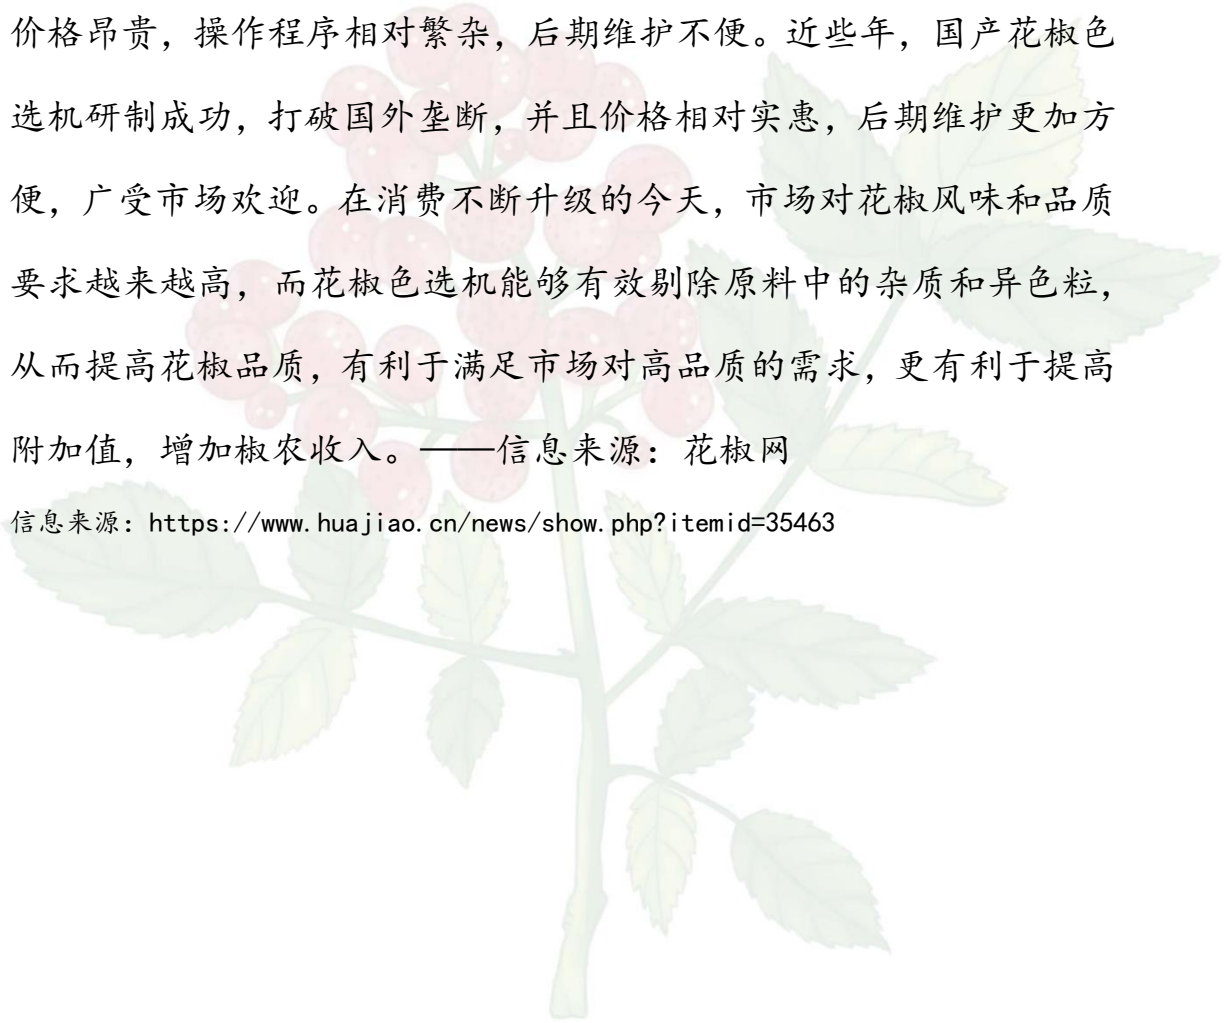 价格昂贵，操作程序相对繁杂，后期维护不便。近些年，国产花椒色
选机研制成功，打破国外垄断，并且价格相对实惠，后期维护更加方
便，广受市场欢迎。在消费不断升级的今天，市场对花椒风味和品质
要求越来越高，而花椒色选机能够有效剔除原料中的杂质和异色粒，
从而提高花椒品质，有利于满足市场对高品质的需求，更有利于提高
附加值，增加椒农收入。——信息来源：花椒网
信息来源：https://www.huajiao.cn/news/show.php?itemid=35463